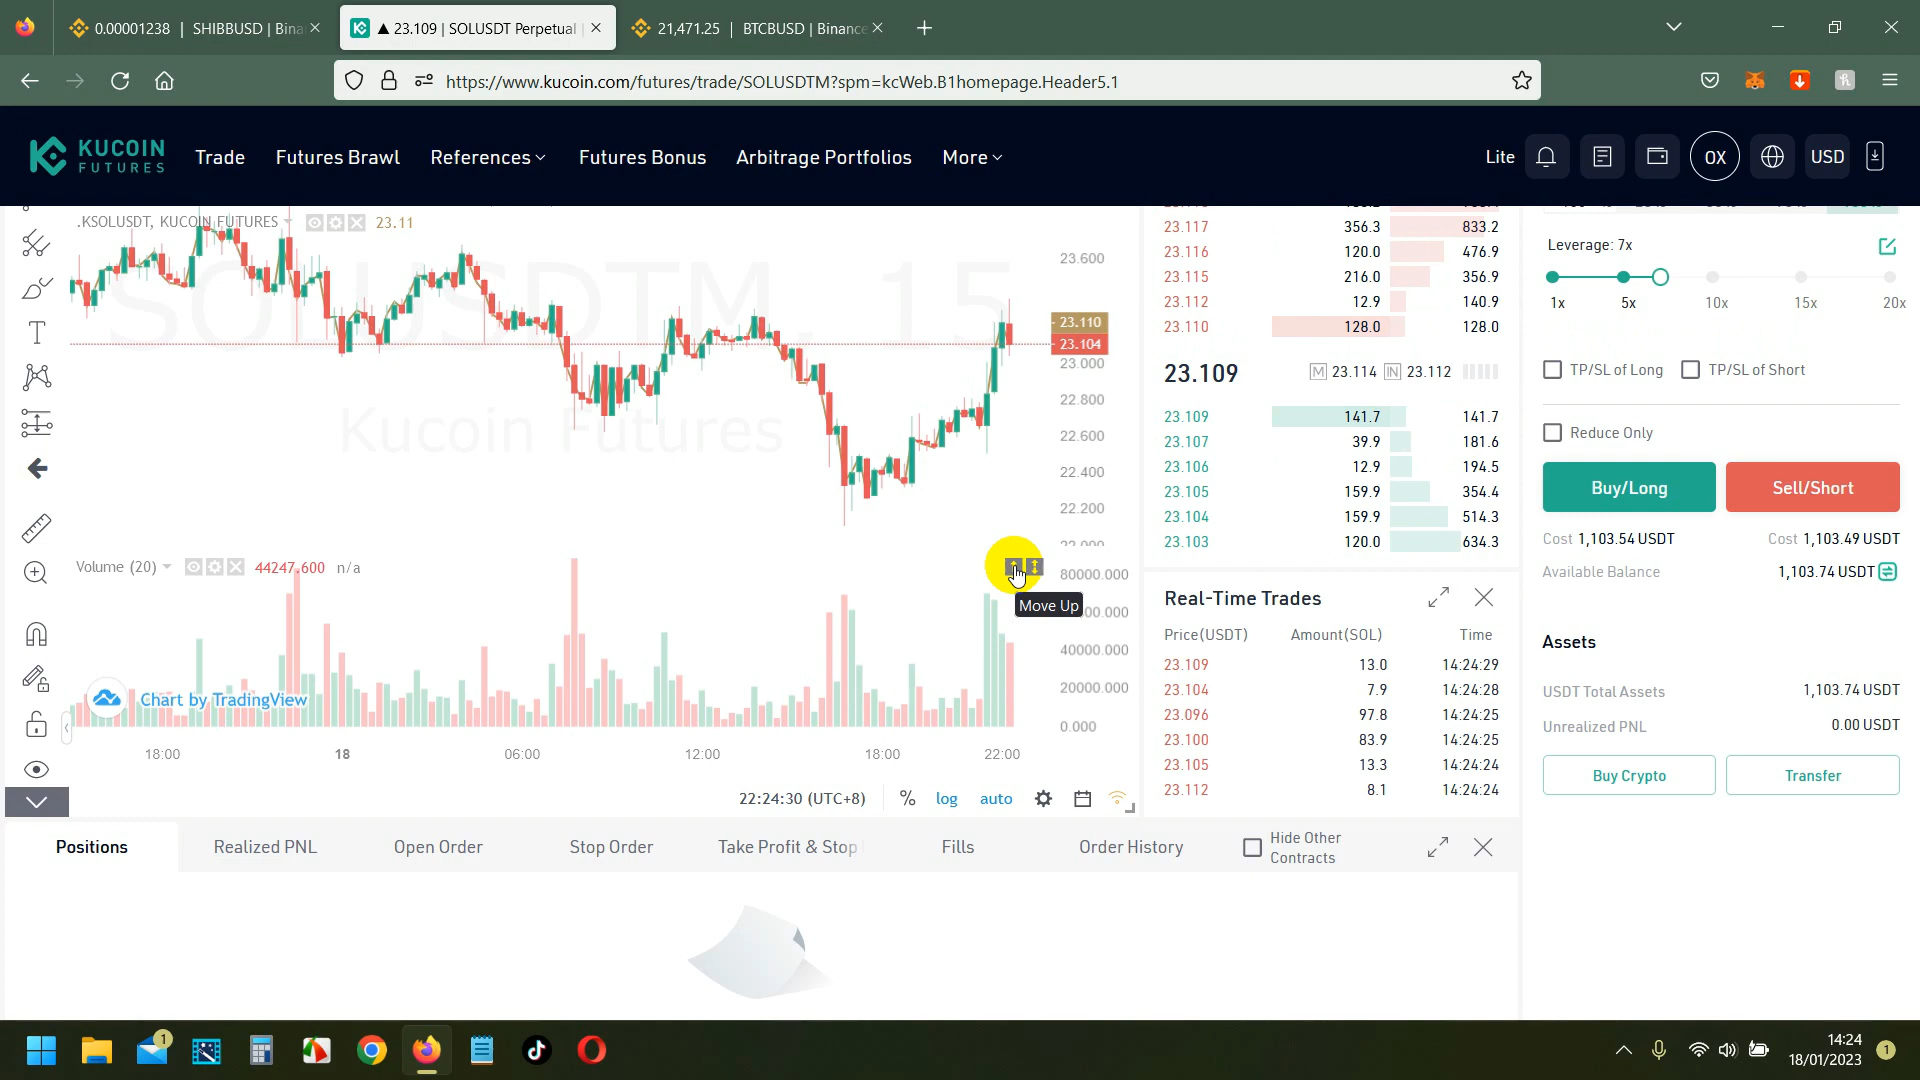 0.00001238 | SHIBBUSD | Bina
▲ 23.109 | SOLUSDT Perpetual
21,471.25 | BTCBUSD | Binance
https://www.kucoin.com/futures/trade/SOLUSDTM?spm=kcWeb.B1homepage.Header5.1
KUCOIN
FUTURES
Trade
Futures Brawl
References
Futures Bonus
Arbitrage Portfolios
More
Lite
OX
USD
.KSOLUSDT, KUCOIN FUTURES 23.11
SOLUSDTM, 15
Kucoin Futures
23.600
23.110
23.104
23.000
22.800
22.600
22.400
22.200
22.000
Volume (20) 44247.600 n/a
Move Up
80000.000
40000.000
20000.000
0.000
Chart by TradingView
18:00 18 06:00 12:00 18:00 22:00
22:24:30 (UTC+8) % log auto
23.117 356.3 833.2
23.116 120.0 476.9
23.115 216.0 356.9
23.112 12.9 140.9
23.110 128.0 128.0
23.109 M 23.114 IN 23.112
23.109 141.7 141.7
23.107 39.9 181.6
23.106 12.9 194.5
23.105 159.9 354.4
23.104 159.9 514.3
23.103 120.0 634.3
Real-Time Trades
Price(USDT) Amount(SOL) Time
23.109 13.0 14:24:29
23.104 7.9 14:24:28
23.096 97.8 14:24:25
23.100 83.9 14:24:25
23.105 13.3 14:24:24
23.112 8.1 14:24:24
Leverage: 7x
1x 5x 10x 15x 20x
TP/SL of Long TP/SL of Short
Reduce Only
Buy/Long Sell/Short
Cost 1,103.54 USDT Cost 1,103.49 USDT
Available Balance 1,103.74 USDT
Assets
USDT Total Assets 1,103.74 USDT
Unrealized PNL 0.00 USDT
Buy Crypto Transfer
Positions
Realized PNL
Open Order
Stop Order
Take Profit & Stop
Fills
Order History
Hide Other
Contracts
1
14:24
18/01/2023
1